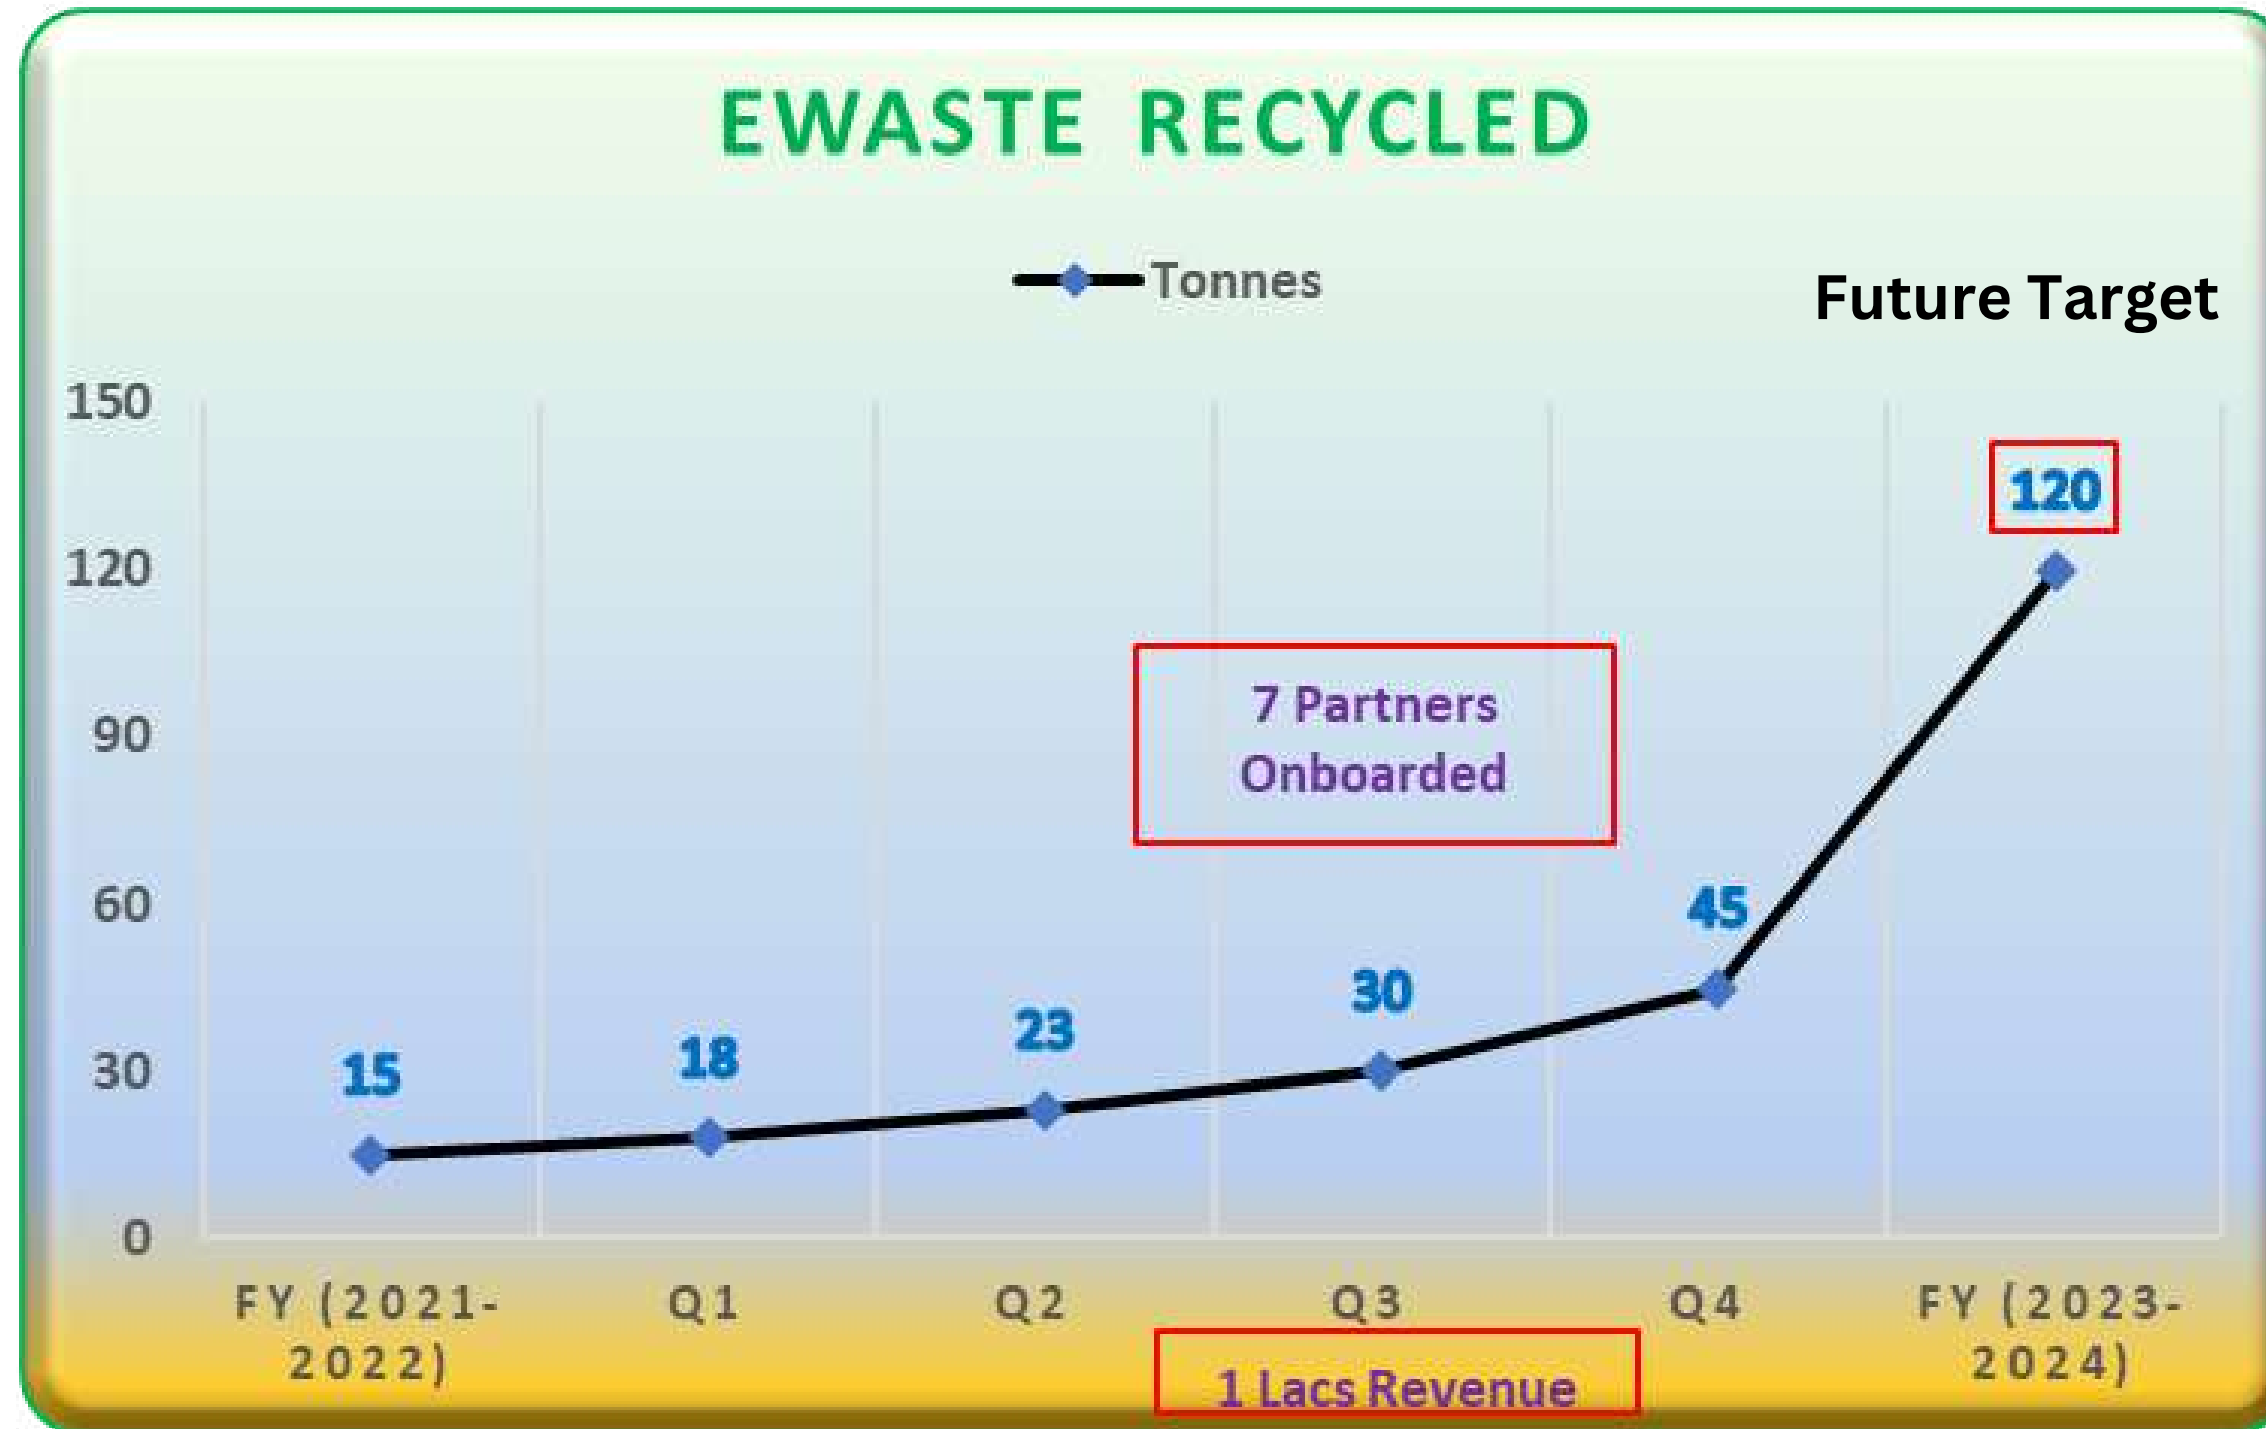 EWASTE RECYCLED
Tonnes
Future Target
150
120
90
60
30
0
15
18
23
30
45
120
7 Partners
Onboarded
FY (2021-
2022)
Q1
Q2
Q3
Q4
FY (2023-
2024)
1 Lacs Revenue